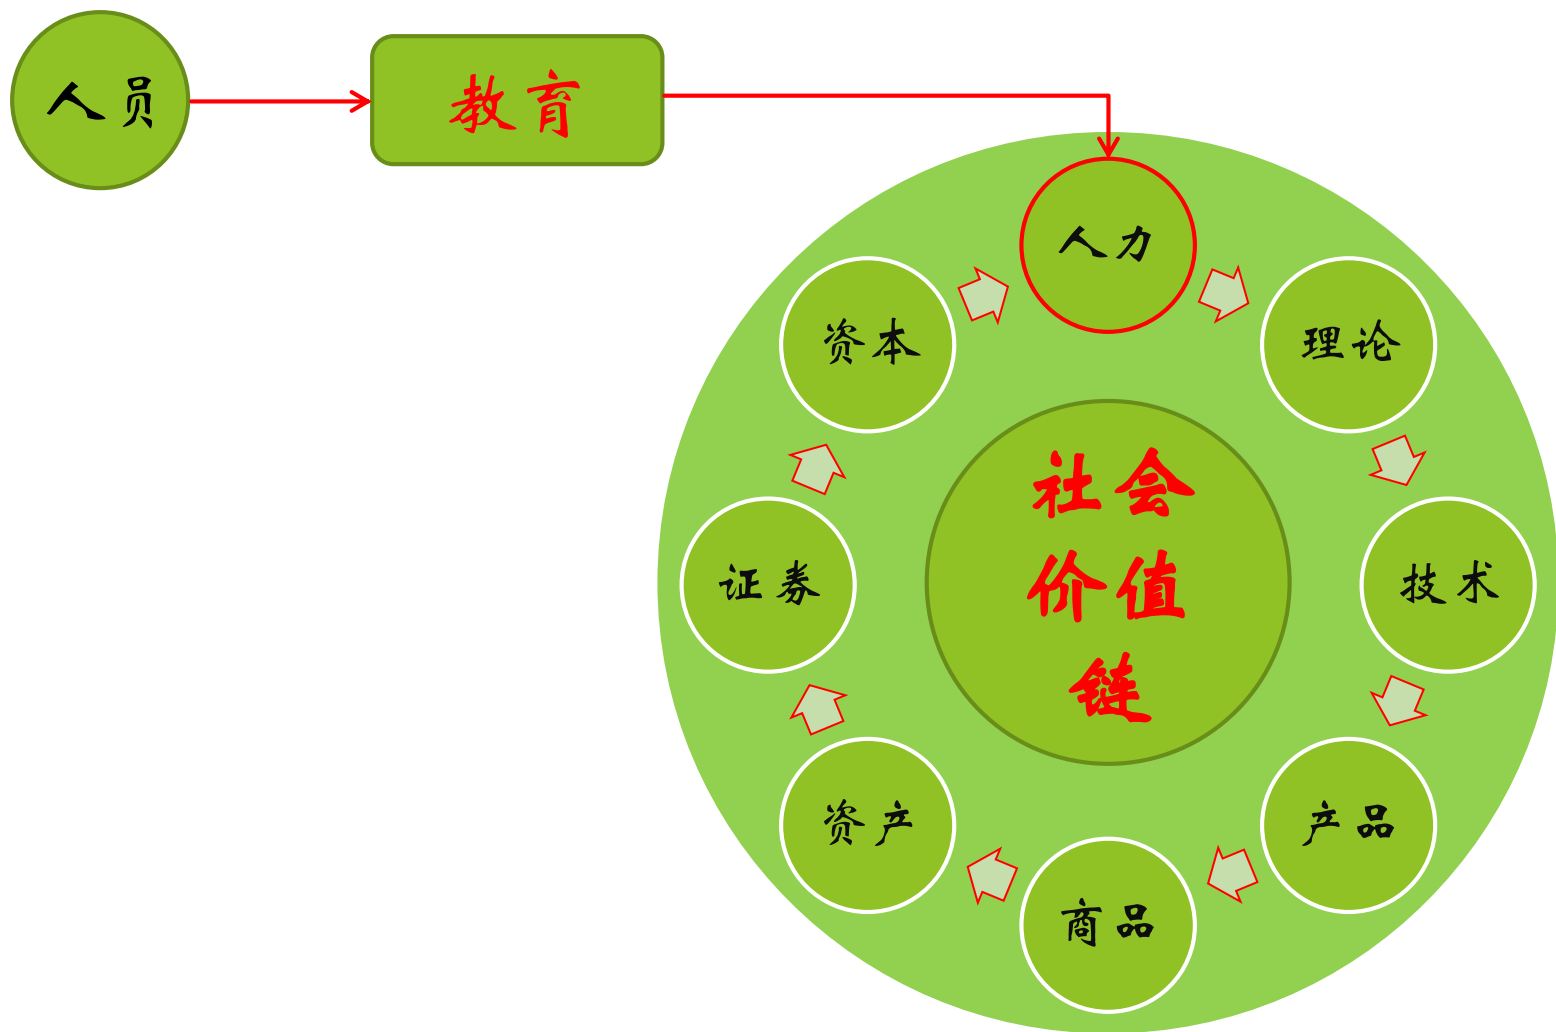 人员
教育
人力
理论
技术
产品
商品
资产
证券
资本
社会
价值
链